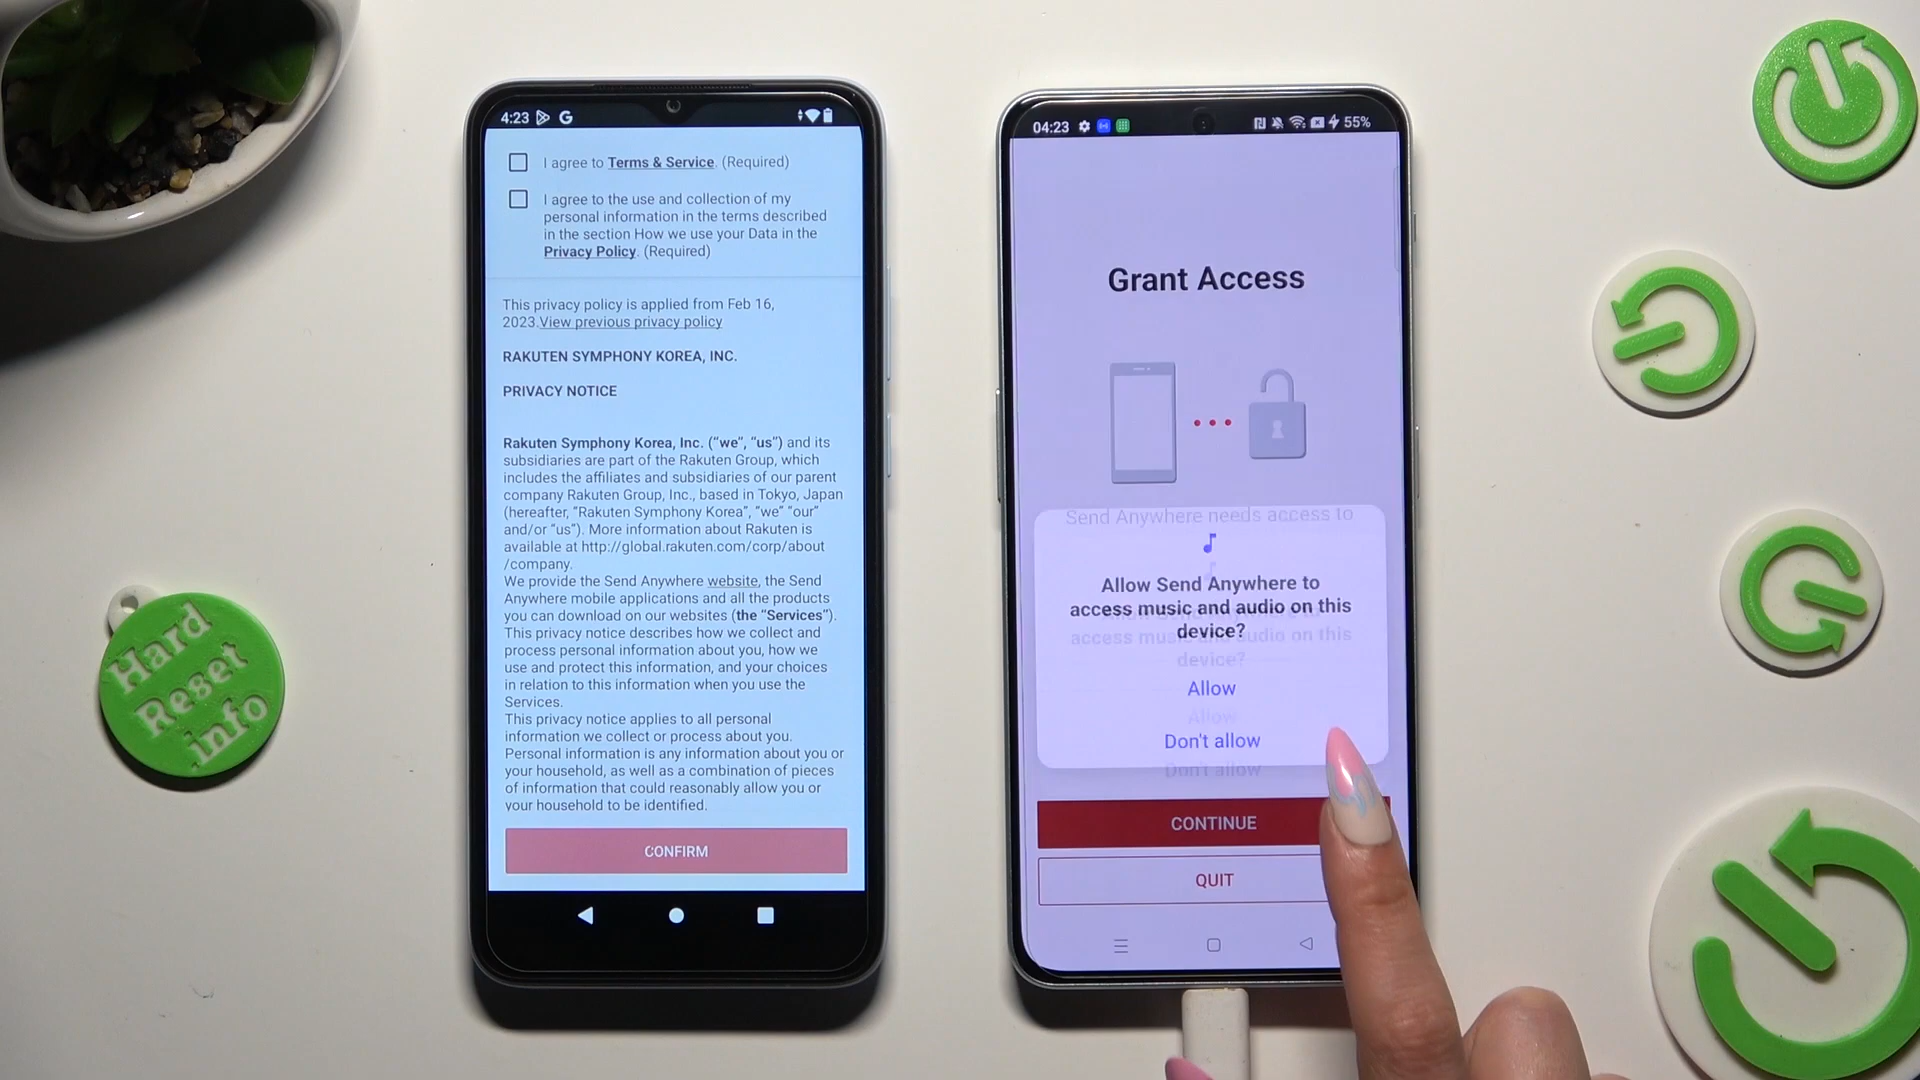 4:23
I agree to Terms & Service. (Required)
I agree to the use and collection of my
personal information in the terms described
in the section How we use your Data in the
Privacy Policy. (Required)
This privacy policy is applied from Feb 16,
2023.View previous privacy policy
RAKUTEN SYMPHONY KOREA, INC.
PRIVACY NOTICE
Rakuten Symphony Korea, Inc. (“we”, “us”) and its
subsidiaries are part of the Rakuten Group, which
includes the affiliates and subsidiaries of our parent
company Rakuten Group, Inc., based in Tokyo, Japan
(hereafter, “Rakuten Symphony Korea”, “we” “our”
and/or “us”). More information about Rakuten is
available at http://global.rakuten.com/corp/about
/company.
We provide the Send Anywhere website, the Send
Anywhere mobile applications and all the products
you can download on our websites (the “Services”).
This privacy notice describes how we collect and
process personal information about you, how we
use and protect this information, and your choices
in relation to this information when you use the
Services.
This privacy notice applies to all personal
information we collect or process about you.
Personal information is any information about you or
your household, as well as a combination of pieces
of information that could reasonably allow you or
your household to be identified.
CONFIRM
04:23
55%
Grant Access
Send Anywhere needs access to
Allow Send Anywhere to
access music and audio on this
device?
Allow
Don't allow
CONTINUE
QUIT
Hard
Reset
.info